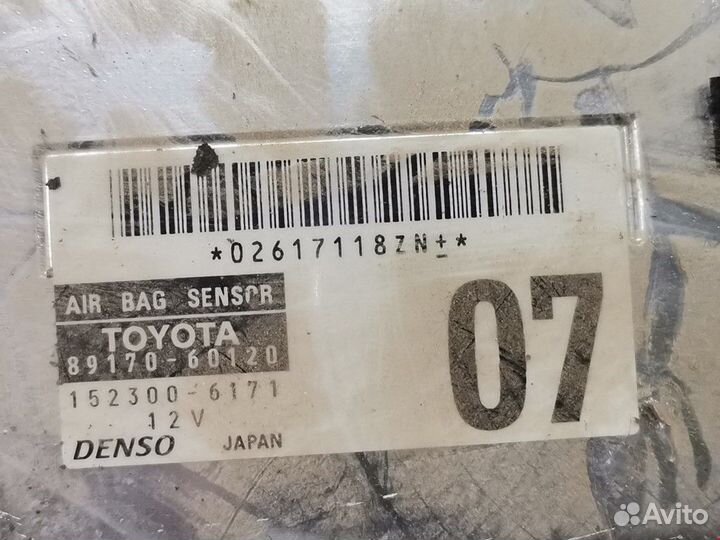 *02617118ZN±*
AIR BAG SENSOR
TOYOTA
89170-60120
152300-6171
12V
DENSO JAPAN
07
Avito